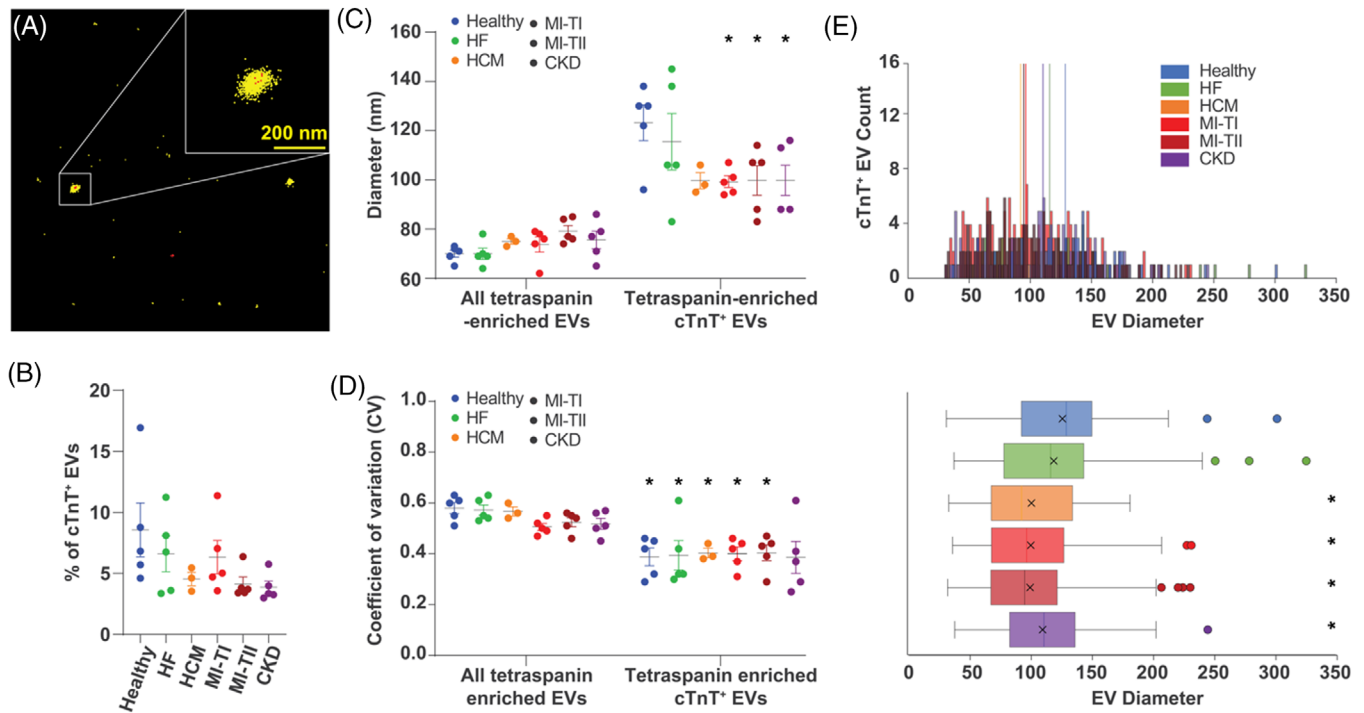 (A)
200 nm
(B)
% of cTnT⁺ EVs
20
15
10
5
0
Healthy
HF
HCM
MI-TI
MI-TII
CKD
(C)
Healthy
HF
HCM
MI-TI
MI-TII
CKD
Diameter (nm)
160
140
120
100
80
60
* * *
All tetraspanin
-enriched EVs
Tetraspanin-enriched
cTnT⁺ EVs
(D)
Healthy
HF
HCM
MI-TI
MI-TII
CKD
Coefficient of variation (CV)
1.0
0.8
0.6
0.4
0.2
0.0
* * * * *
All tetraspanin
enriched EVs
Tetraspanin enriched
cTnT⁺ EVs
(E)
cTnT⁺ EV Count
16
12
8
4
0
Healthy
HF
HCM
MI-TI
MI-TII
CKD
0 50 100 150 200 250 300 350
EV Diameter
*
*
*
*
0 50 100 150 200 250 300 350
EV Diameter